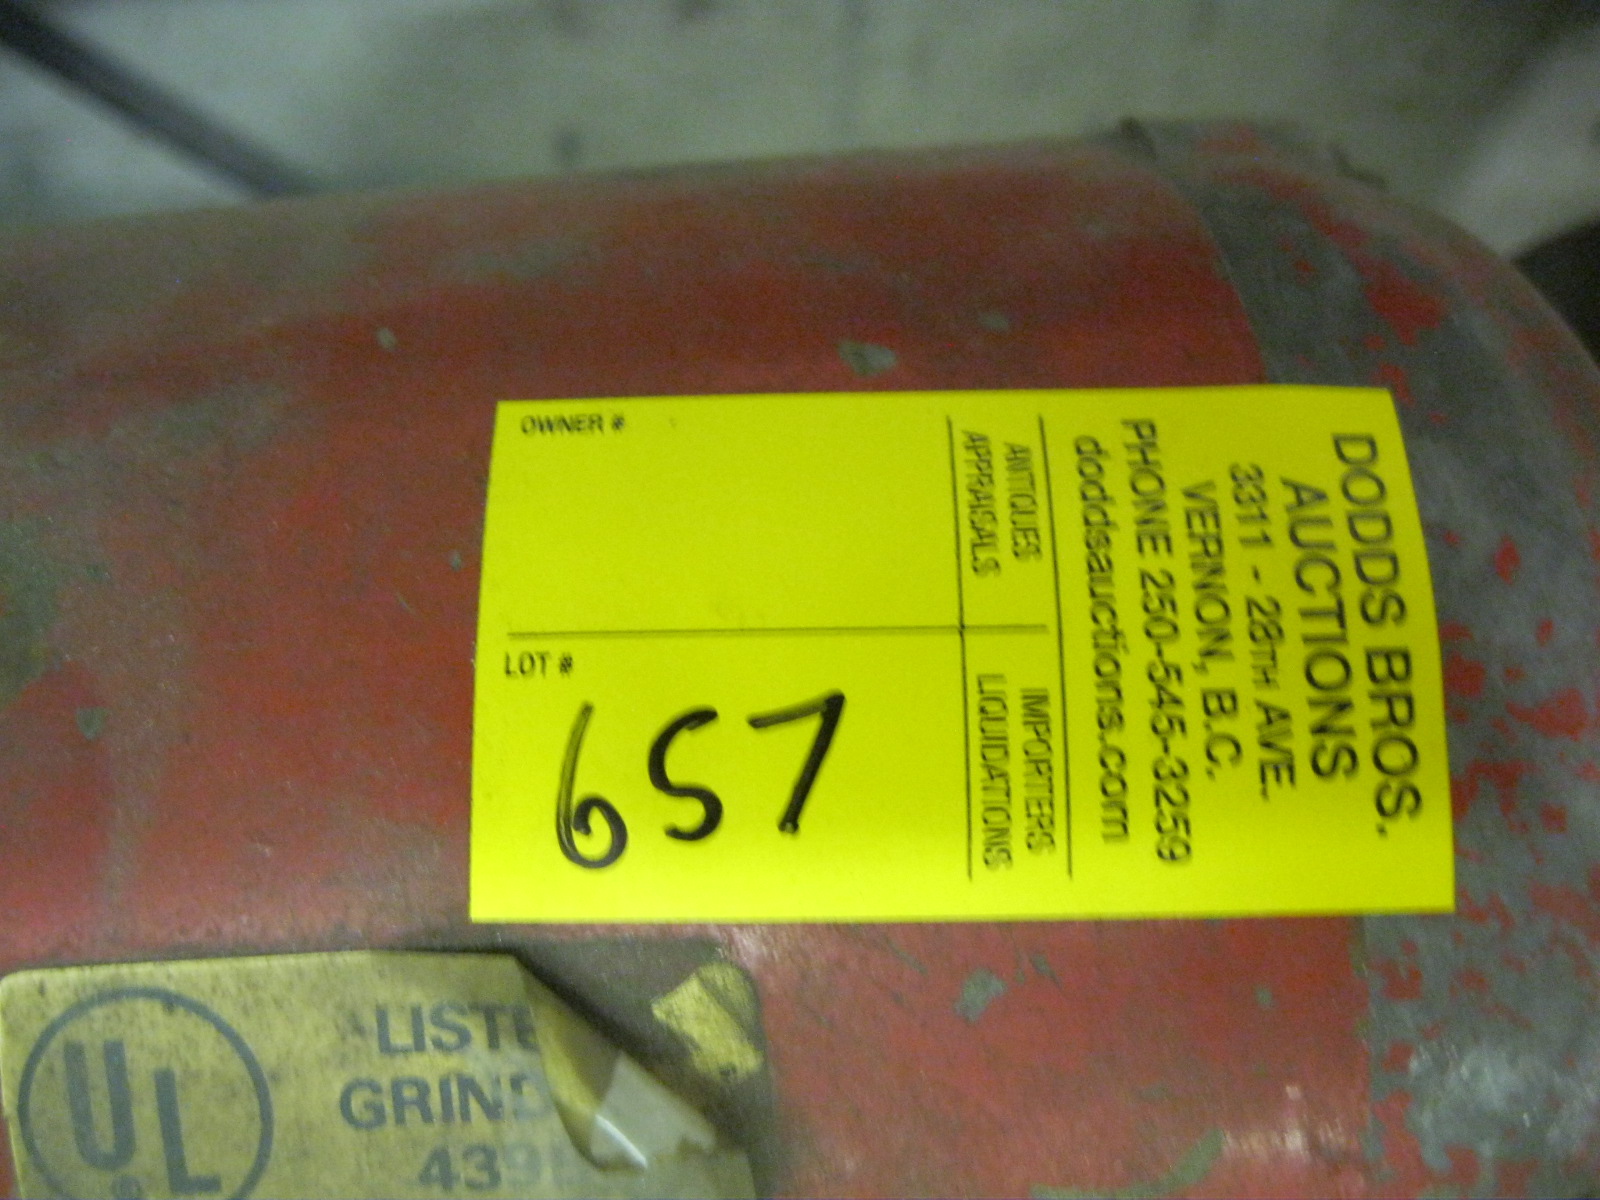 DODDS BROS.
AUCTIONS
3311 - 28TH AVE.
VERNON, B.C.
PHONE 250-545-3259
doddsauctions.com
ANTIQUES
APPRAISALS
IMPORTERS
LIQUIDATIONS
OWNER #
LOT #
657
UL
®
LISTE
GRIND
439